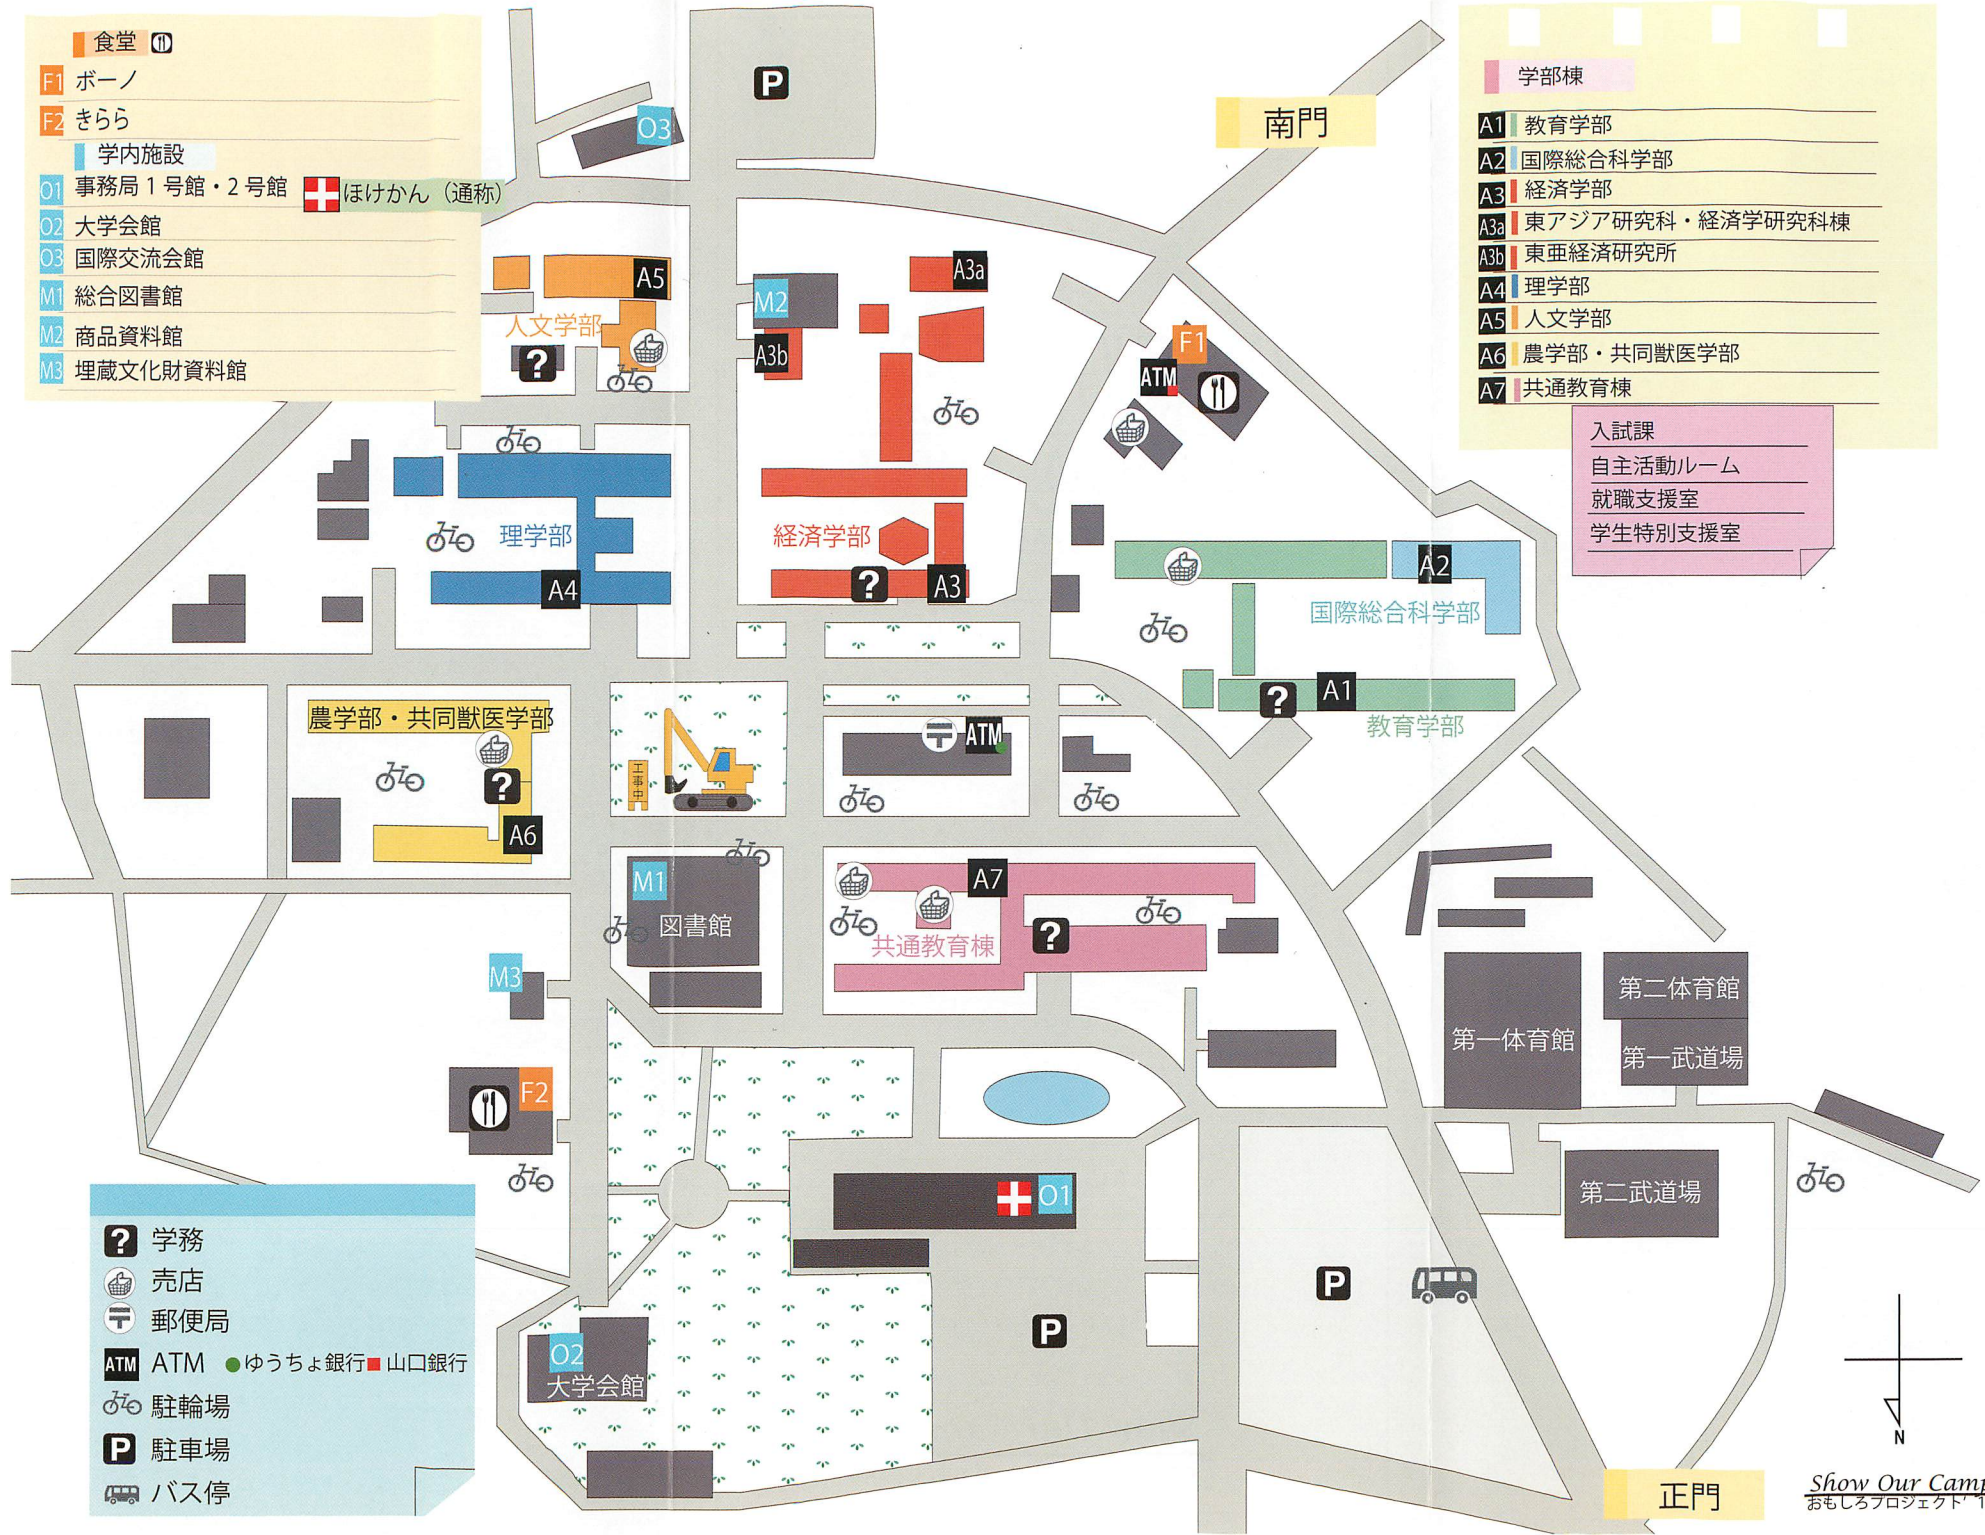 食堂
F1 ボーノ
F2 きらら
学内施設
O1 事務局1号館・2号館 ほけかん（通称）
O2 大学会館
O3 国際交流会館
M1 総合図書館
M2 商品資料館
M3 埋蔵文化財資料館
P
O3
南門
学部棟
A1 教育学部
A2 国際総合科学部
A3 経済学部
A3a 東アジア研究科・経済学研究科棟
A3b 東亜経済研究所
A4 理学部
A5 人文学部
A6 農学部・共同獣医学部
A7 共通教育棟
入試課
自主活動ルーム
就職支援室
学生特別支援室
A5
人文学部
?
M2
A3b
A3a
F1
ATM
理学部
A4
経済学部
?
A3
A2
国際総合科学部
?
A1
教育学部
農学部・共同獣医学部
?
A6
工事中
〒
ATM
M1
図書館
A7
?
共通教育棟
M3
F2
第一体育館
第二体育館
第一武道場
第二武道場
O1
P
P
O2
大学会館
? 学務
売店
〒 郵便局
ATM ATM ●ゆうちょ銀行■山口銀行
駐輪場
P 駐車場
バス停
N
正門
Show Our Camp
おもしろプロジェクト' 1